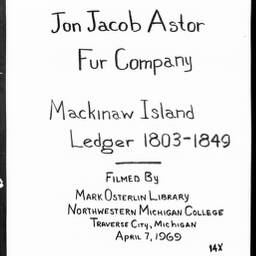 Jon Jacob Astor
Fur Company
Mackinaw Island
Ledger 1803-1849
Filmed By
Mark Osterlin Library
Northwestern Michigan College
Traverse City, Michigan
April 7, 1969
14X